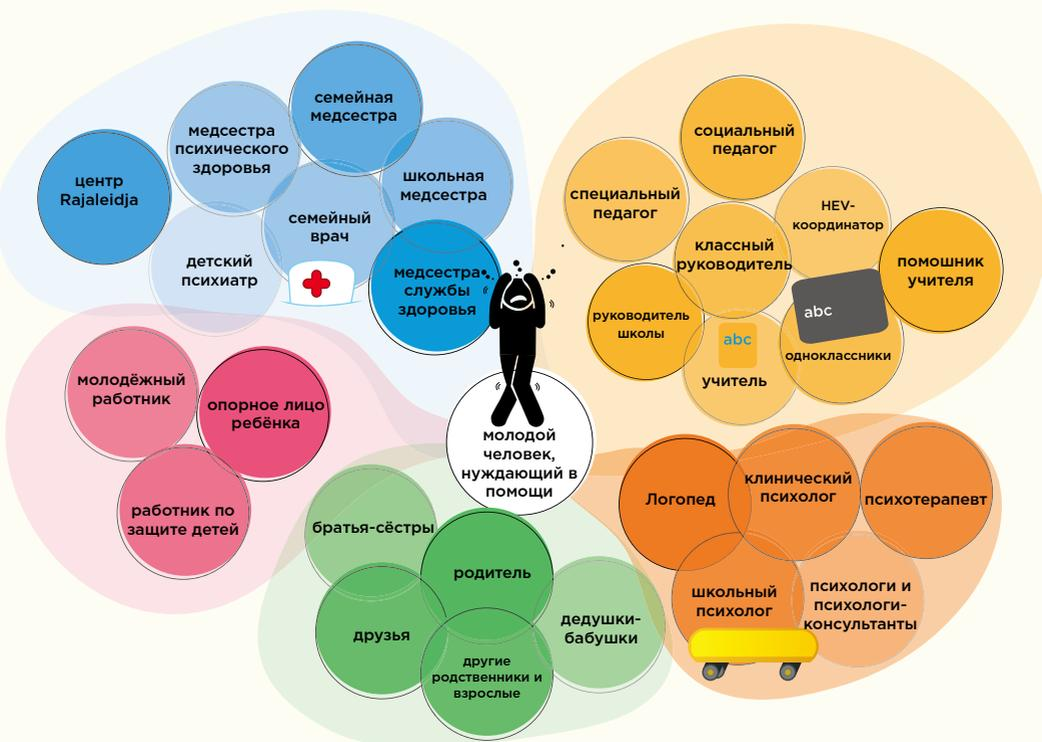 семейная
медсестра
медсестра
психического
здоровья
школьная
медсестра
центр
Rajaleidja
семейный
врач
детский
психиатр
медсестра
службы
здоровья
социальный
педагог
специальный
педагог
HEV-
координатор
классный
руководитель
помошник
учителя
руководитель
школы
abc
abc
учитель
одноклассники
молодёжный
работник
опорное лицо
ребёнка
работник по
защите детей
молодой
человек,
нуждающий в
помощи
братья-сёстры
родитель
друзья
дедушки-
бабушки
другие
родственники и
взрослые
Логопед
клинический
психолог
психотерапевт
школьный
психолог
психологи и
психологи-
консультанты